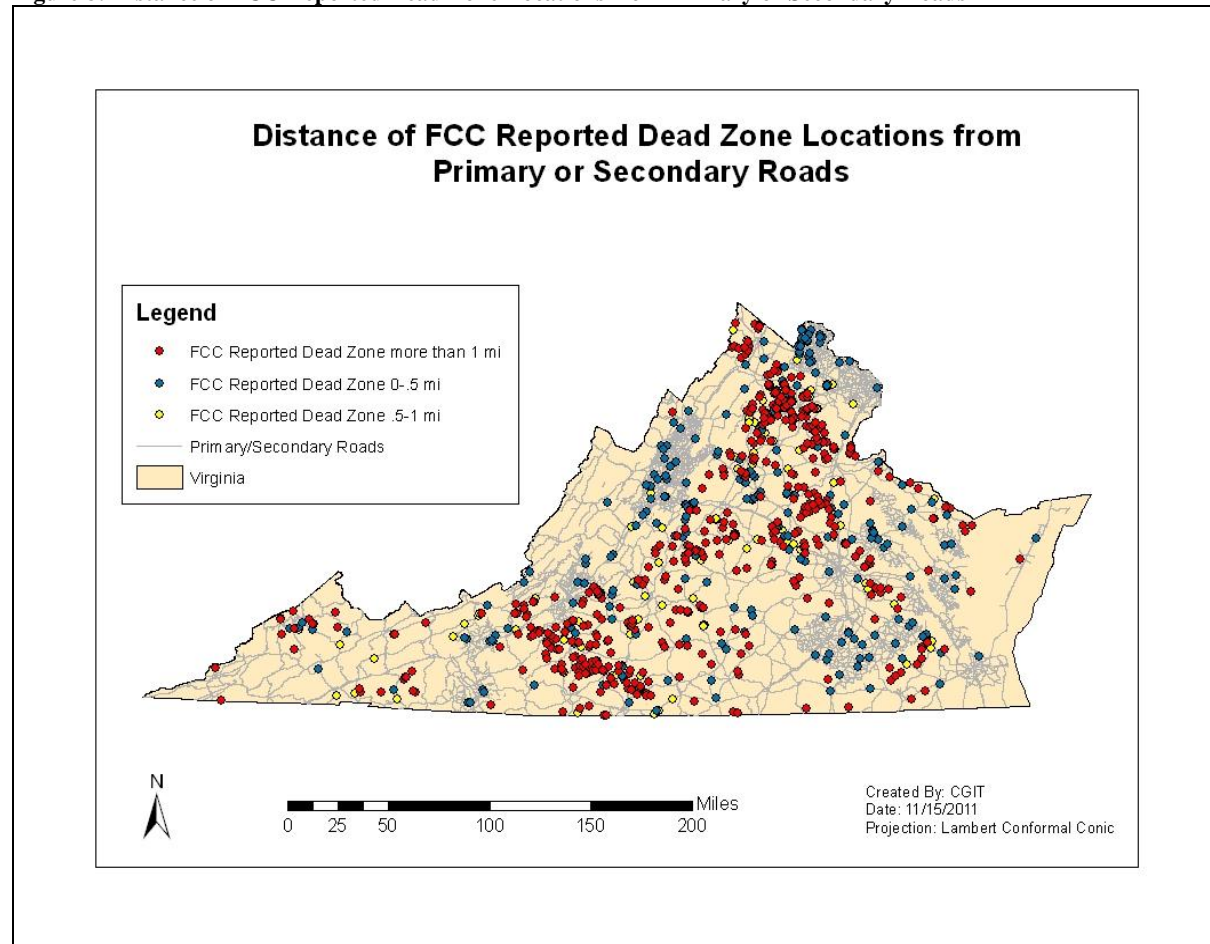 Distance of FCC Reported Dead Zone Locations from
Primary or Secondary Roads
Legend
FCC Reported Dead Zone more than 1 mi
FCC Reported Dead Zone 0-.5 mi
FCC Reported Dead Zone .5-1 mi
Primary/Secondary Roads
Virginia
N
Miles
0 25 50 100 150 200
Created By: CGIT
Date: 11/15/2011
Projection: Lambert Conformal Conic